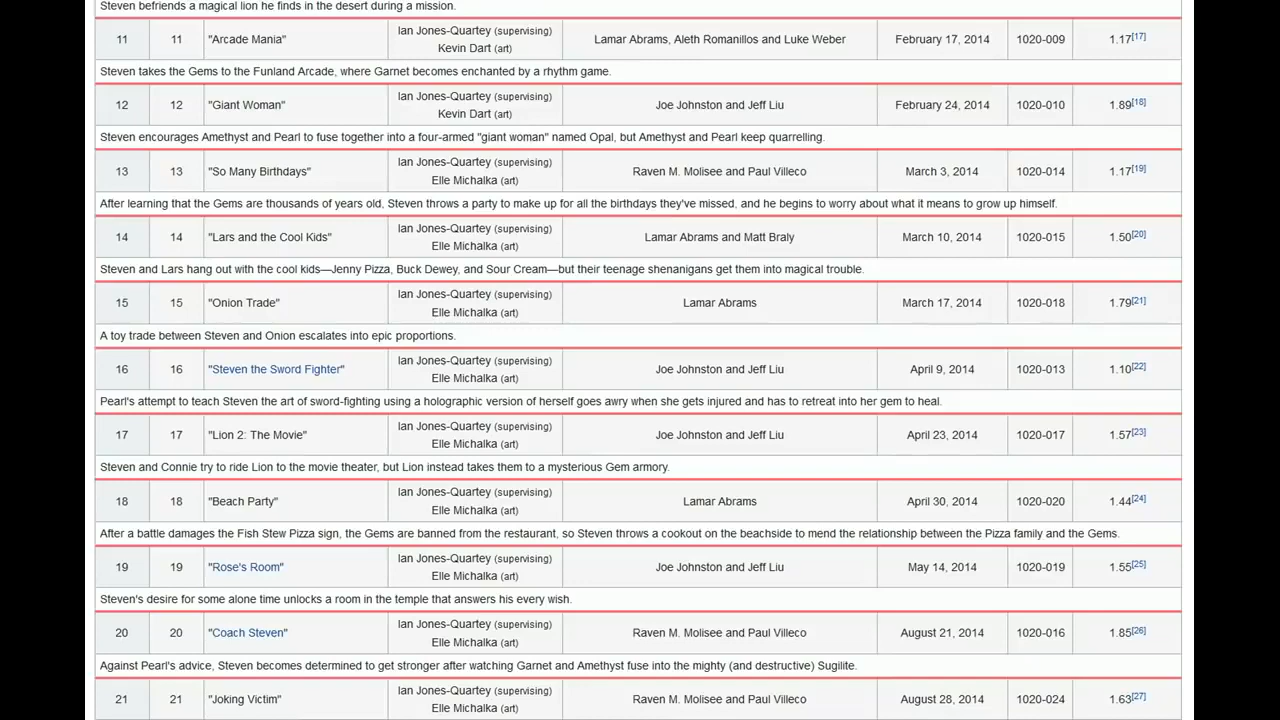 Steven befriends a magical lion he finds in the desert during a mission.
11 11 "Arcade Mania" Ian Jones-Quartey (supervising) Kevin Dart (art) Lamar Abrams, Aleth Romanillos and Luke Weber February 17, 2014 1020-009 1.17[17]
Steven takes the Gems to the Funland Arcade, where Garnet becomes enchanted by a rhythm game.
12 12 "Giant Woman" Ian Jones-Quartey (supervising) Kevin Dart (art) Joe Johnston and Jeff Liu February 24, 2014 1020-010 1.89[18]
Steven encourages Amethyst and Pearl to fuse together into a four-armed "giant woman" named Opal, but Amethyst and Pearl keep quarrelling.
13 13 "So Many Birthdays" Ian Jones-Quartey (supervising) Elle Michalka (art) Raven M. Molisee and Paul Villeco March 3, 2014 1020-014 1.17[19]
After learning that the Gems are thousands of years old, Steven throws a party to make up for all the birthdays they've missed, and he begins to worry about what it means to grow up himself.
14 14 "Lars and the Cool Kids" Ian Jones-Quartey (supervising) Elle Michalka (art) Lamar Abrams and Matt Braly March 10, 2014 1020-015 1.50[20]
Steven and Lars hang out with the cool kids—Jenny Pizza, Buck Dewey, and Sour Cream—but their teenage shenanigans get them into magical trouble.
15 15 "Onion Trade" Ian Jones-Quartey (supervising) Elle Michalka (art) Lamar Abrams March 17, 2014 1020-018 1.79[21]
A toy trade between Steven and Onion escalates into epic proportions.
16 16 "Steven the Sword Fighter" Ian Jones-Quartey (supervising) Elle Michalka (art) Joe Johnston and Jeff Liu April 9, 2014 1020-013 1.10[22]
Pearl's attempt to teach Steven the art of sword-fighting using a holographic version of herself goes awry when she gets injured and has to retreat into her gem to heal.
17 17 "Lion 2: The Movie" Ian Jones-Quartey (supervising) Elle Michalka (art) Joe Johnston and Jeff Liu April 23, 2014 1020-017 1.57[23]
Steven and Connie try to ride Lion to the movie theater, but Lion instead takes them to a mysterious Gem armory.
18 18 "Beach Party" Ian Jones-Quartey (supervising) Elle Michalka (art) Lamar Abrams April 30, 2014 1020-020 1.44[24]
After a battle damages the Fish Stew Pizza sign, the Gems are banned from the restaurant, so Steven throws a cookout on the beachside to mend the relationship between the Pizza family and the Gems.
19 19 "Rose's Room" Ian Jones-Quartey (supervising) Elle Michalka (art) Joe Johnston and Jeff Liu May 14, 2014 1020-019 1.55[25]
Steven's desire for some alone time unlocks a room in the temple that answers his every wish.
20 20 "Coach Steven" Ian Jones-Quartey (supervising) Elle Michalka (art) Raven M. Molisee and Paul Villeco August 21, 2014 1020-016 1.85[26]
Against Pearl's advice, Steven becomes determined to get stronger after watching Garnet and Amethyst fuse into the mighty (and destructive) Sugilite.
21 21 "Joking Victim" Ian Jones-Quartey (supervising) Elle Michalka (art) Raven M. Molisee and Paul Villeco August 28, 2014 1020-024 1.63[27]